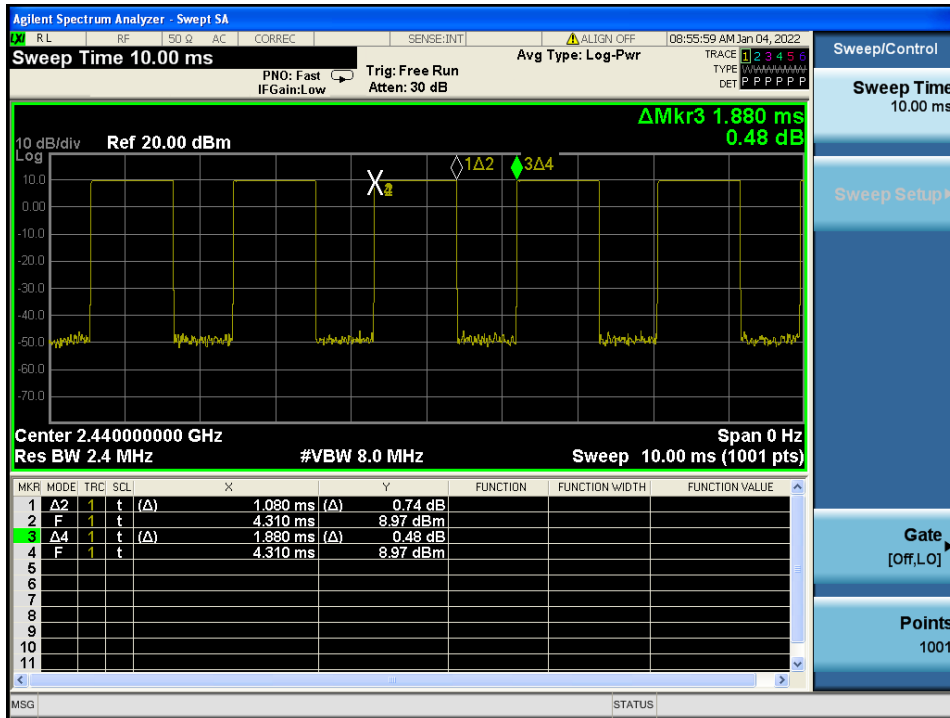 Agilent Spectrum Analyzer - Swept SA
LXI RL RF 50 Ω AC CORREC SENSE:INT ALIGN OFF 08:55:59 AM Jan 04, 2022
Sweep Time 10.00 ms
PNO: Fast
IFGain:Low
Trig: Free Run
Atten: 30 dB
Avg Type: Log-Pwr
TRACE 1 2 3 4 5 6
TYPE
DET P P P P P P
ΔMkr3 1.880 ms
0.48 dB
10 dB/div Ref 20.00 dBm
Log
1Δ2 3Δ4
10.0
0.00
-10.0
-20.0
-30.0
-40.0
-50.0
-60.0
-70.0
Center 2.440000000 GHz Span 0 Hz
Res BW 2.4 MHz #VBW 8.0 MHz Sweep 10.00 ms (1001 pts)
MKR MODE TRC SCL X Y FUNCTION FUNCTION WIDTH FUNCTION VALUE
1 Δ2 1 t (Δ) 1.080 ms (Δ) 0.74 dB
2 F 1 t 4.310 ms 8.97 dBm
3 Δ4 1 t (Δ) 1.880 ms (Δ) 0.48 dB
4 F 1 t 4.310 ms 8.97 dBm
5
6
7
8
9
10
11
MSG STATUS
Sweep/Control
Sweep Time
10.00 ms
Sweep Setup
Gate
[Off,LO]
Points
1001